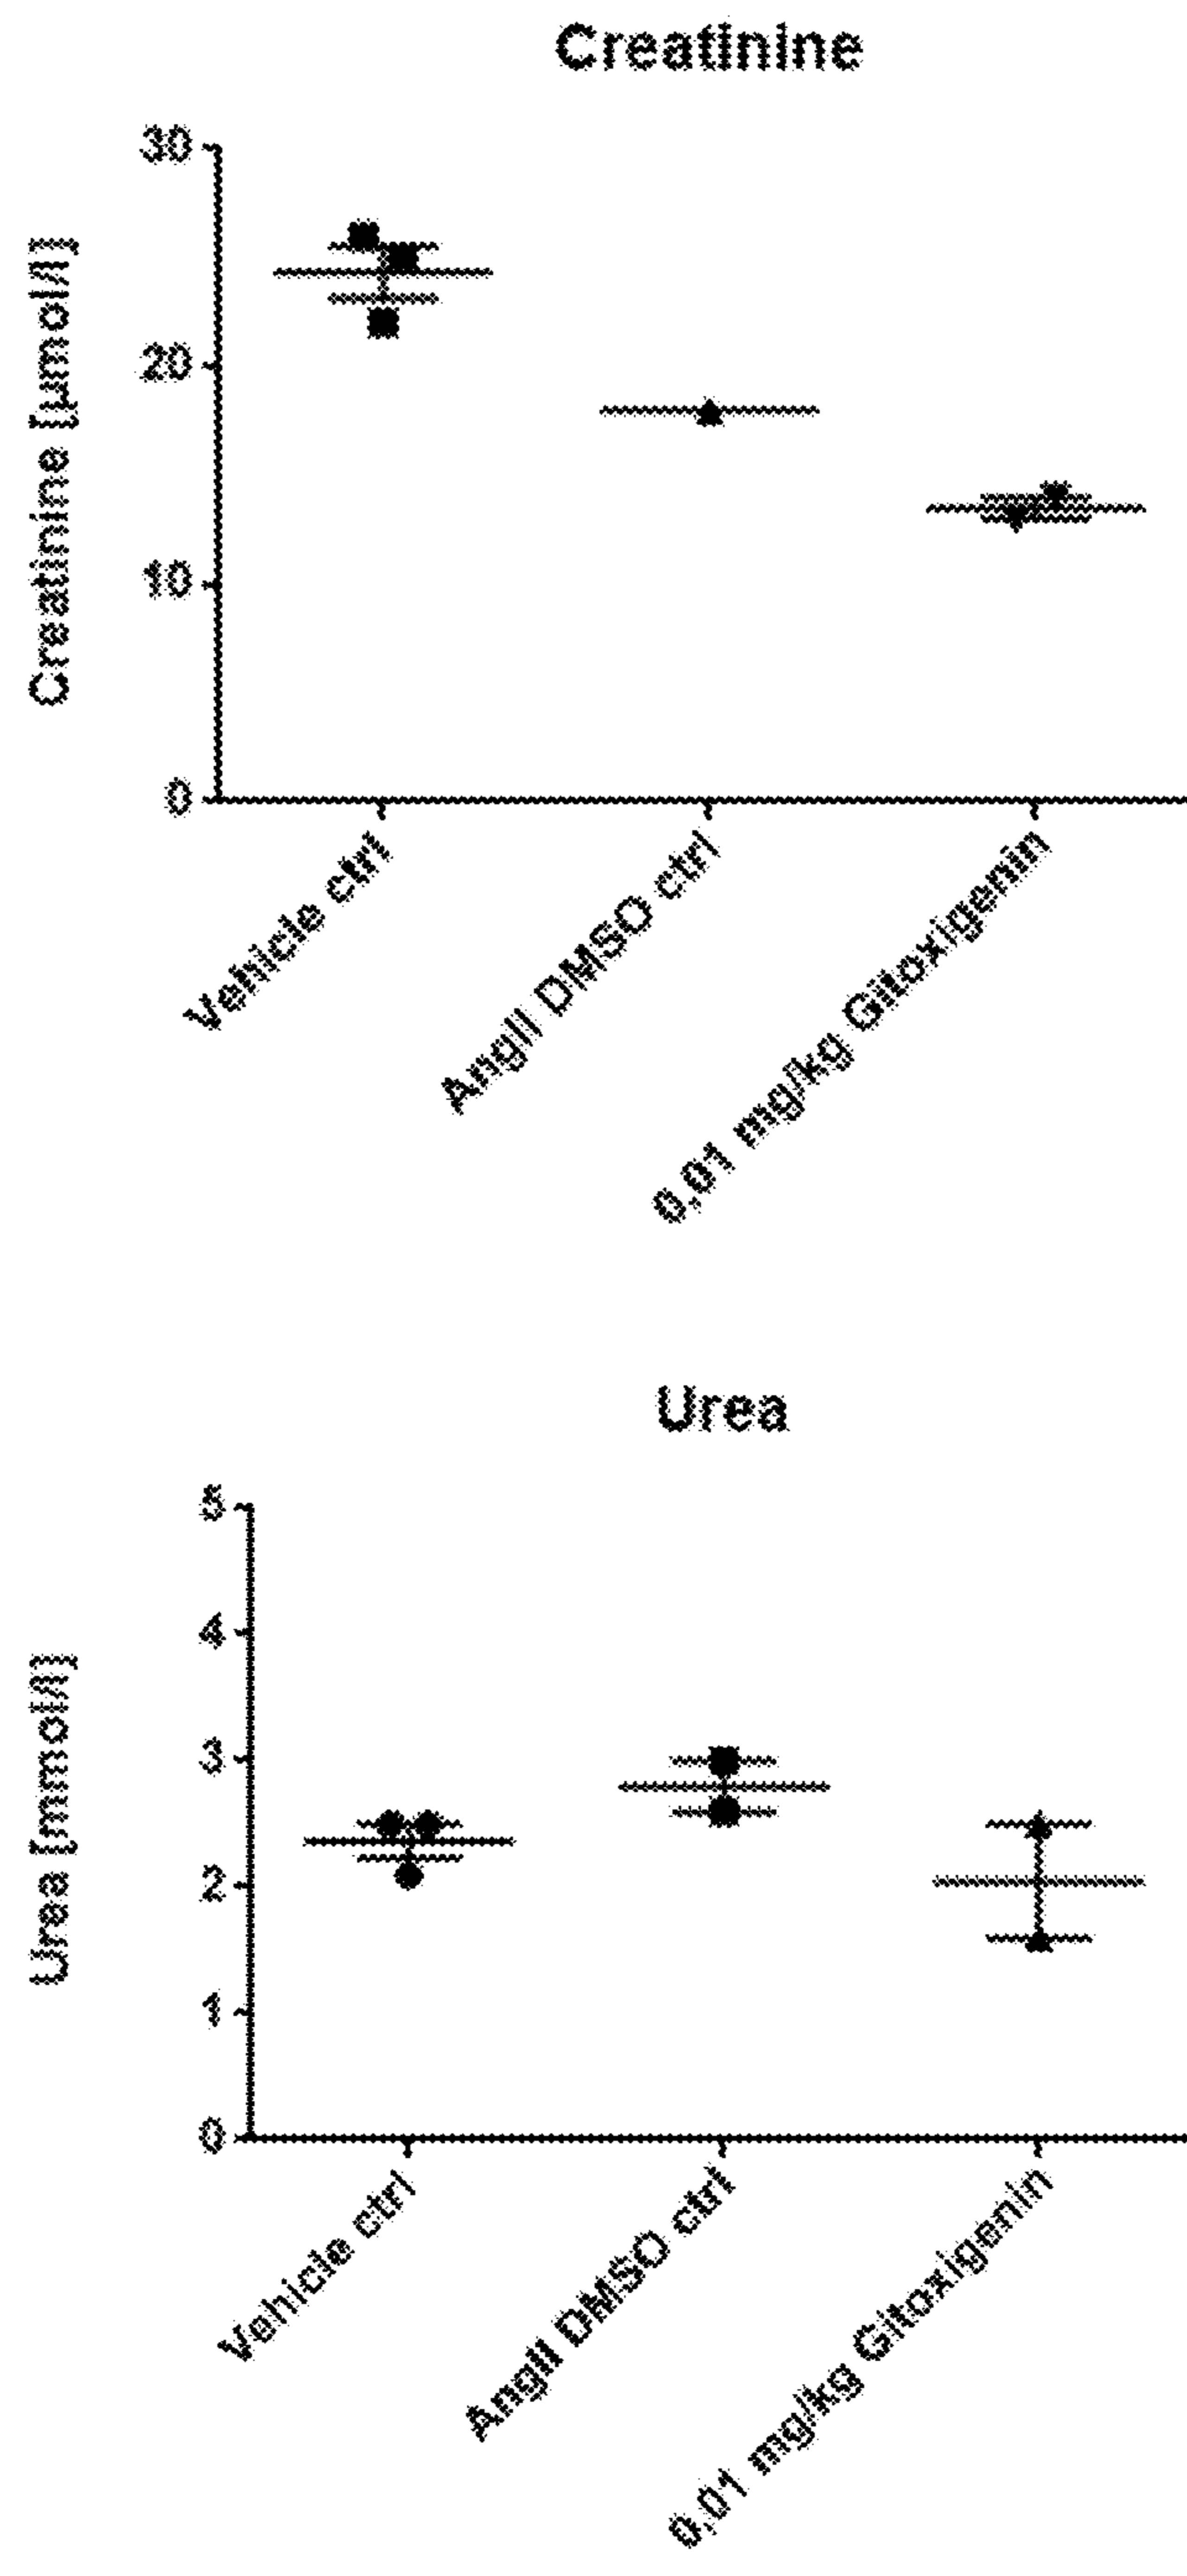 Creatinine
Creatinine [µmol/l]
30
20
10
0
Vehicle ctrl
AngII DMSO ctrl
0,01 mg/kg Gitoxigenin
Urea
Urea [mmol/l]
5
4
3
2
1
0
Vehicle ctrl
AngII DMSO ctrl
0,01 mg/kg Gitoxigenin